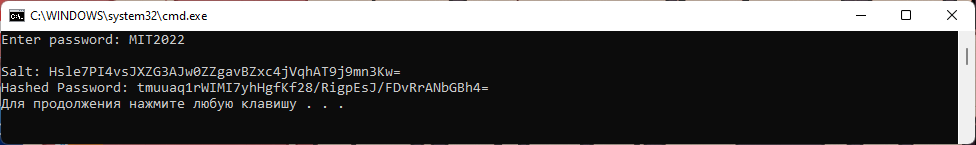 C:\WINDOWS\system32\cmd.exe
Enter password: MIT2022
Salt: Hsle7PI4vsJXZG3AJw0ZZgavBZxc4jVqhAT9j9mn3Kw=
Hashed Password: tmuuaq1rWIMI7yhHgfKf28/RigpEsJ/FDvRrANbGBh4=
Для продолжения нажмите любую клавишу . . .